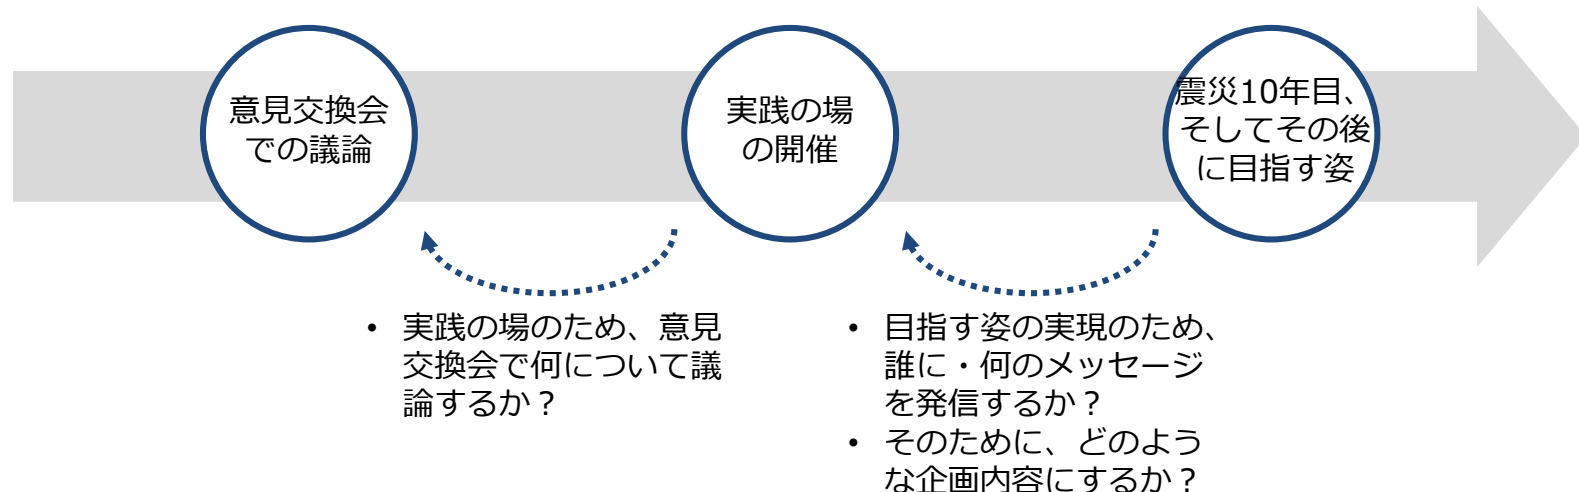 意見交換会
での議論
実践の場
の開催
震災10年目、
そしてその後
に目指す姿
• 実践の場のため、意見
交換会で何について議
論するか？
• 目指す姿の実現のため、
誰に・何のメッセージ
を発信するか？
• そのために、どのよう
な企画内容にするか？